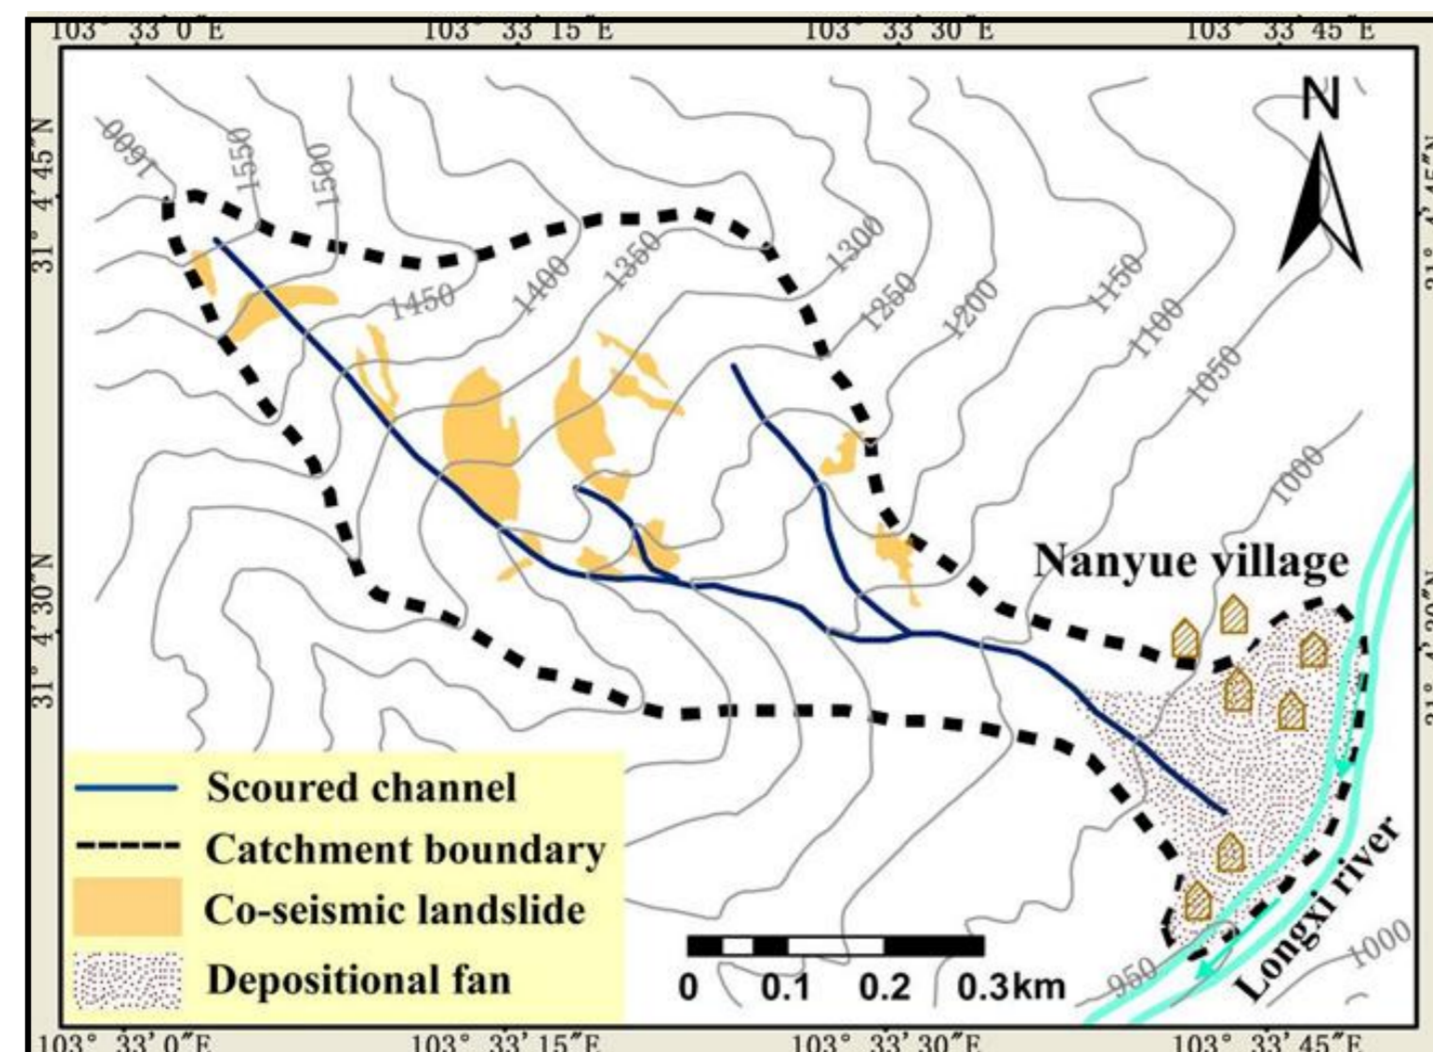 103° 33′ 0″E
103° 33′ 15″E
103° 33′ 30″E
103° 33′ 45″E
N
31° 4′ 45″N
1600
1550
1500
1450
1400
1350
1300
1250
1200
1150
1100
1050
1000
31° 4′ 30″N
Nanyue village
Scoured channel
Catchment boundary
Co-seismic landslide
Depositional fan
0 0.1 0.2 0.3km
950
Longxi river
1000
103° 33′ 0″E
103° 33′ 15″E
103° 33′ 30″E
103° 33′ 45″E